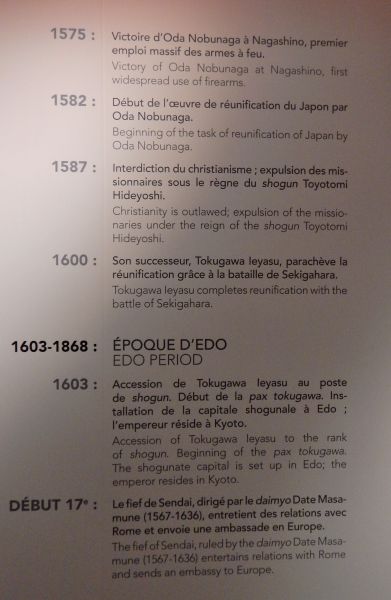 1575 : Victoire d'Oda Nobunaga à Nagashino, premier
emploi massif des armes à feu.
Victory of Oda Nobunaga at Nagashino, first
widespread use of firearms.
1582 : Début de l'œuvre de réunification du Japon par
Oda Nobunaga.
Beginning of the task of reunification of Japan by
Oda Nobunaga.
1587 : Interdiction du christianisme ; expulsion des mis-
sionnaires sous le règne du shogun Toyotomi
Hideyoshi.
Christianity is outlawed; expulsion of the missio-
naries under the reign of the shogun Toyotomi
Hideyoshi.
1600 : Son successeur, Tokugawa Ieyasu, parachève la
réunification grâce à la bataille de Sekigahara.
Tokugawa Ieyasu completes reunification with the
battle of Sekigahara.
1603-1868 : ÉPOQUE D'EDO
EDO PERIOD
1603 : Accession de Tokugawa Ieyasu au poste
de shogun. Début de la pax tokugawa. Ins-
tallation de la capitale shogunale à Edo ;
l'empereur réside à Kyoto.
Accession of Tokugawa Ieyasu to the rank
of shogun. Beginning of the pax tokugawa.
The shogunate capital is set up in Edo; the
emperor resides in Kyoto.
DÉBUT 17e : Le fief de Sendai, dirigé par le daimyo Date Masa-
mune (1567-1636), entretient des relations avec
Rome et envoie une ambassade en Europe.
The fief of Sendai, ruled by the daimyo Date Masa-
mune (1567-1636) entertains relations with Rome
and sends an embassy to Europe.